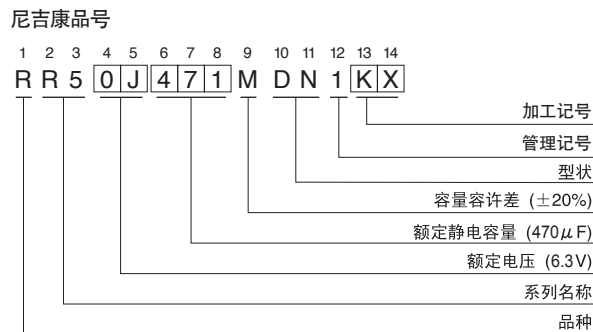 尼吉康品号
1 2 3 4 5 6 7 8 9 10 11 12 13 14
R R 5 0 J 4 7 1 M D N 1 K X
加工记号
管理记号
型状
容量容许差 (±20%)
额定静电容量 (470μF)
额定电压 (6.3V)
系列名称
品种